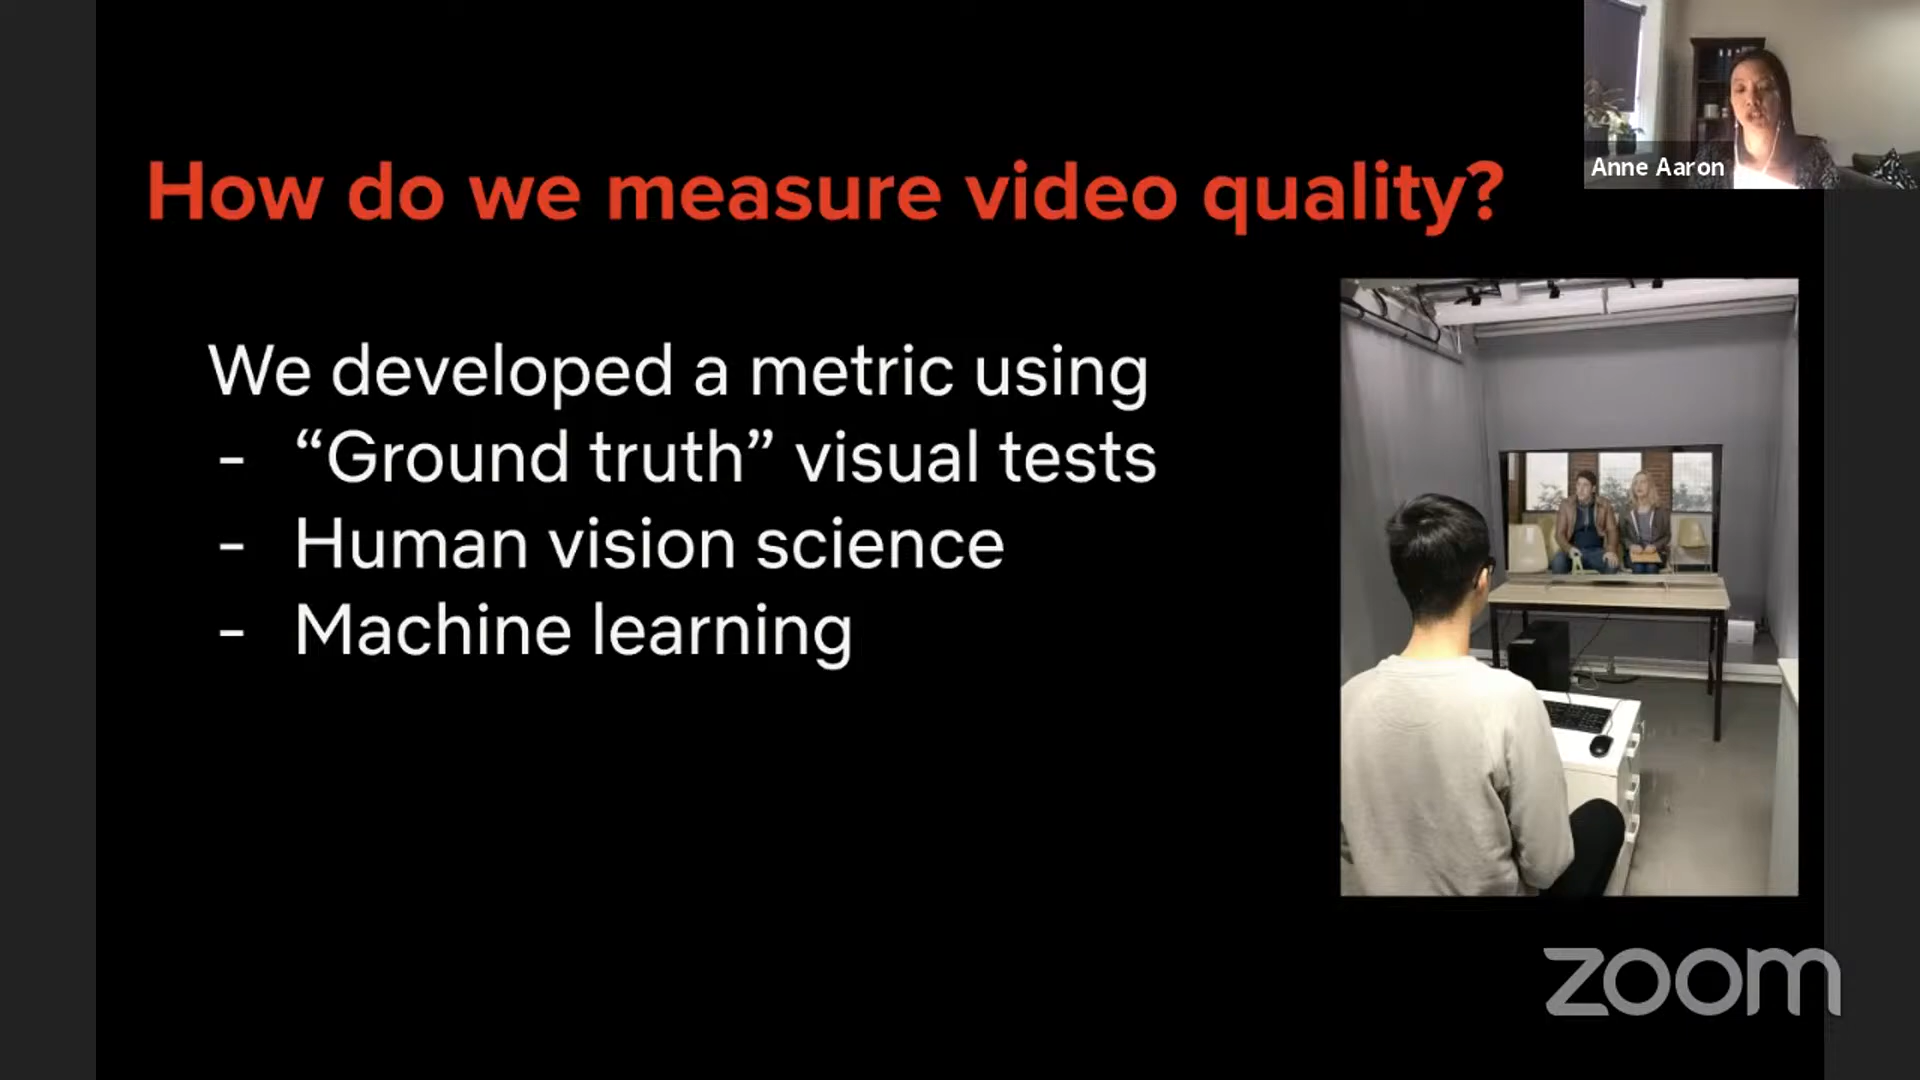 Anne Aaron
How do we measure video quality?
We developed a metric using
- “Ground truth” visual tests
- Human vision science
- Machine learning
zoom